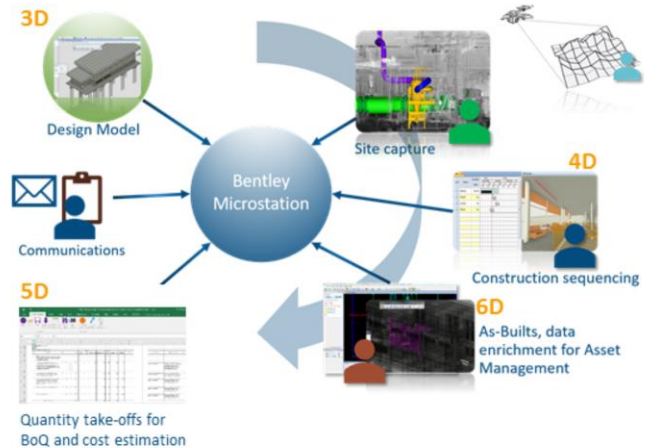 3D
Design Model
Site capture
Bentley
Microstation
4D
Communications
Construction sequencing
5D
6D
As-Builts, data
enrichment for Asset
Management
Quantity take-offs for
BoQ and cost estimation